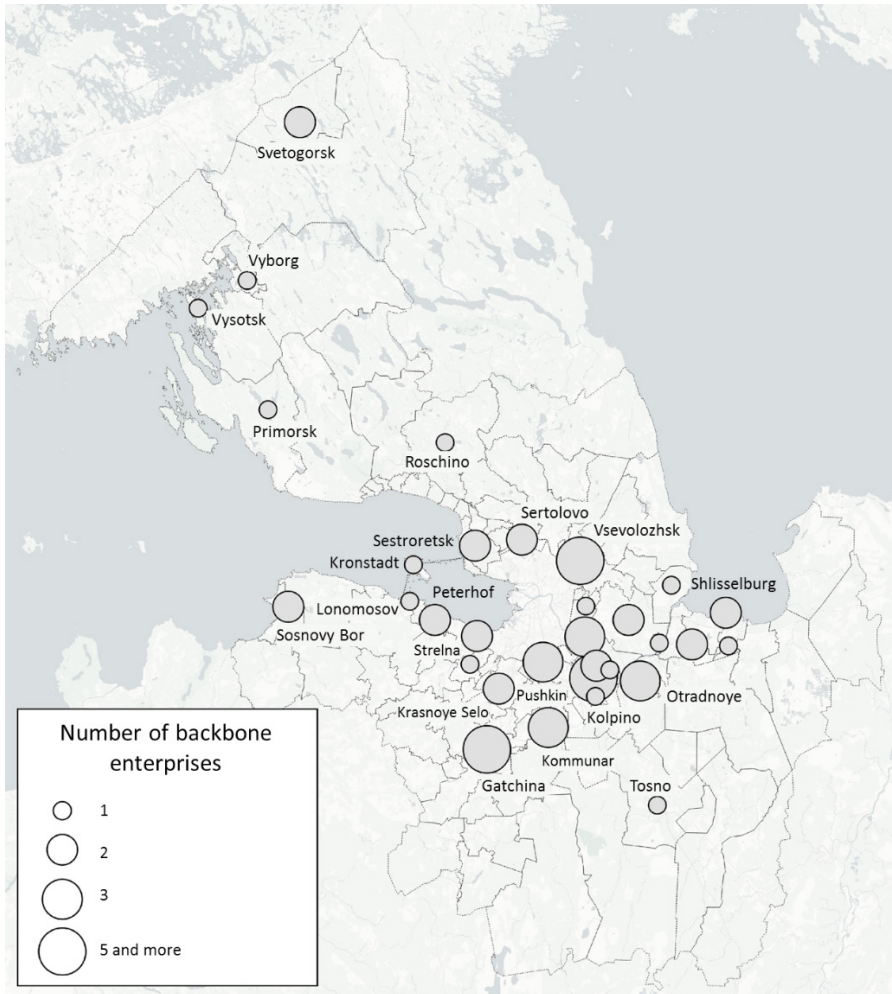 Svetogorsk
Vyborg
Vysotsk
Primorsk
Roschino
Sertolovo
Vsevolozhsk
Sestroretsk
Kronstadt
Shlisselburg
Peterhof
Lonomosov
Sosnovy Bor
Strelna
Otradnoye
Pushkin
Krasnoye Selo
Kolpino
Kommunar
Gatchina
Tosno
Number of backbone
enterprises
1
2
3
5 and more